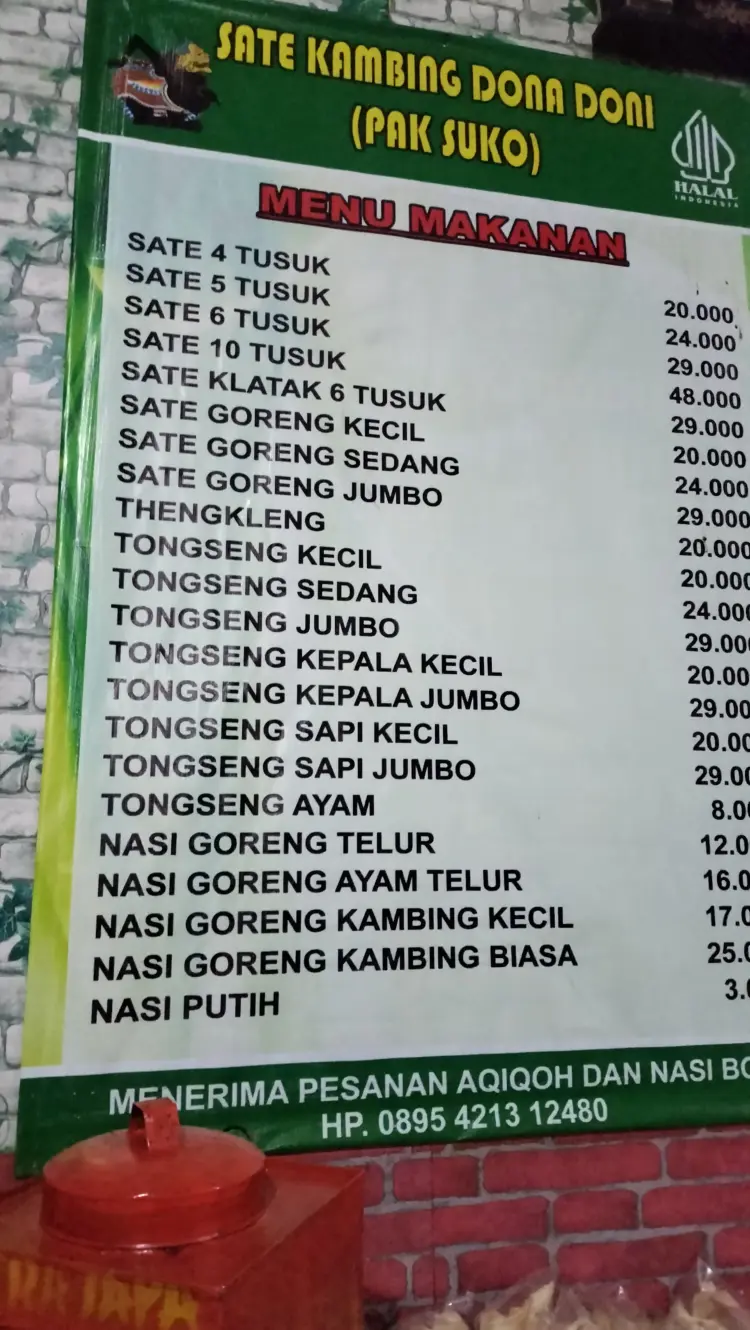 SATE KAMBING DONA DONI
(PAK SUKO)
HALAL
INDONESIA
MENU MAKANAN
SATE 4 TUSUK 20.000
SATE 5 TUSUK 24.000
SATE 6 TUSUK 29.000
SATE 10 TUSUK 48.000
SATE KLATAK 6 TUSUK 29.000
SATE GORENG KECIL 20.000
SATE GORENG SEDANG 24.000
SATE GORENG JUMBO 29.000
THENGKLENG 20.000
TONGSENG KECIL 20.000
TONGSENG SEDANG 24.000
TONGSENG JUMBO 29.00
TONGSENG KEPALA KECIL 20.00
TONGSENG KEPALA JUMBO 29.00
TONGSENG SAPI KECIL 20.00
TONGSENG SAPI JUMBO 29.00
TONGSENG AYAM 8.0
NASI GORENG TELUR 12.0
NASI GORENG AYAM TELUR 16.0
NASI GORENG KAMBING KECIL 17.0
NASI GORENG KAMBING BIASA 25.0
NASI PUTIH 3.
MENERIMA PESANAN AQIQOH DAN NASI BO
HP. 0895 4213 12480